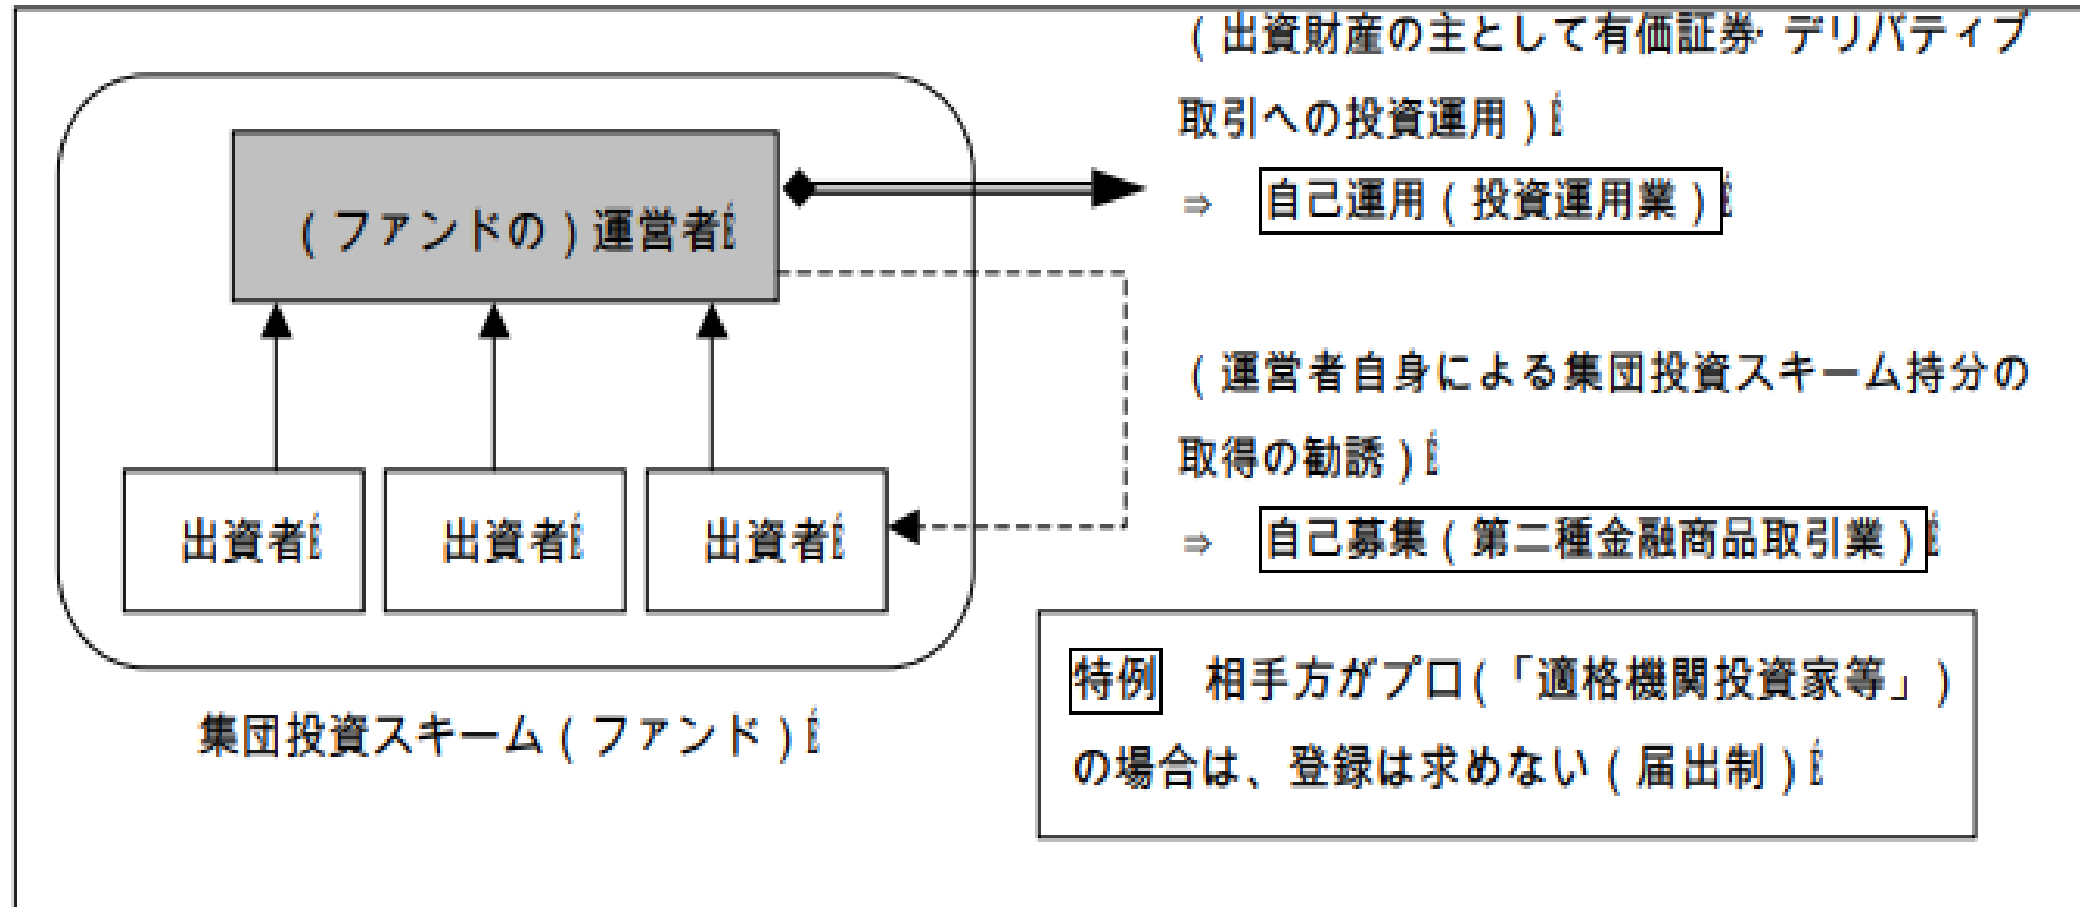 (出資財産の主として有価証券・デリバティブ
取引への投資運用)
⇒ 自己運用(投資運用業)
(ファンドの)運営者
(運営者自身による集団投資スキーム持分の
取得の勧誘)
⇒ 自己募集(第二種金融商品取引業)
出資者 出資者 出資者
特例 相手方がプロ(「適格機関投資家等」)
の場合は、登録は求めない(届出制)
集団投資スキーム(ファンド)